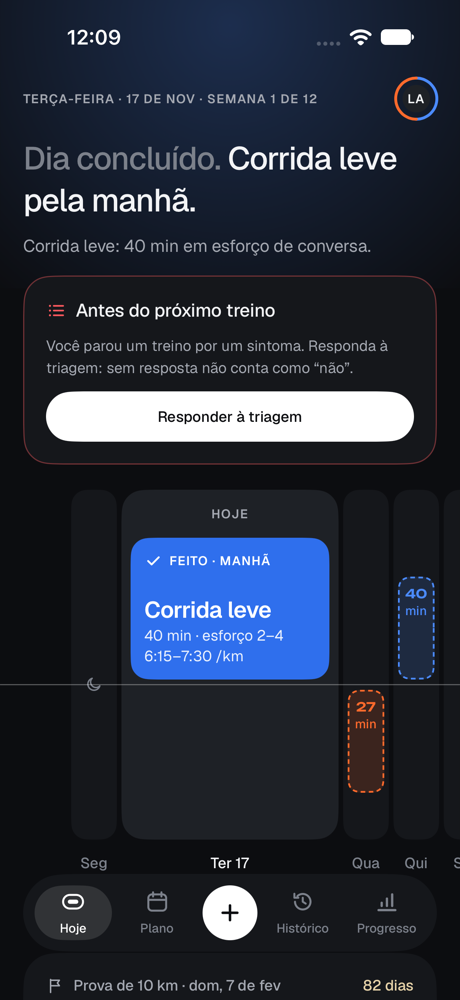 12:09
TERÇA-FEIRA · 17 DE NOV · SEMANA 1 DE 12
LA
Dia concluído. Corrida leve
pela manhã.
Corrida leve: 40 min em esforço de conversa.
Antes do próximo treino
Você parou um treino por um sintoma. Responda à
triagem: sem resposta não conta como “não”.
Responder à triagem
HOJE
FEITO · MANHÃ
Corrida leve
40 min · esforço 2–4
6:15–7:30 /km
40
min
27
min
Seg
Ter 17
Qua
Qui
S
Hoje
Plano
Histórico
Progresso
Prova de 10 km · dom, 7 de fev
82 dias